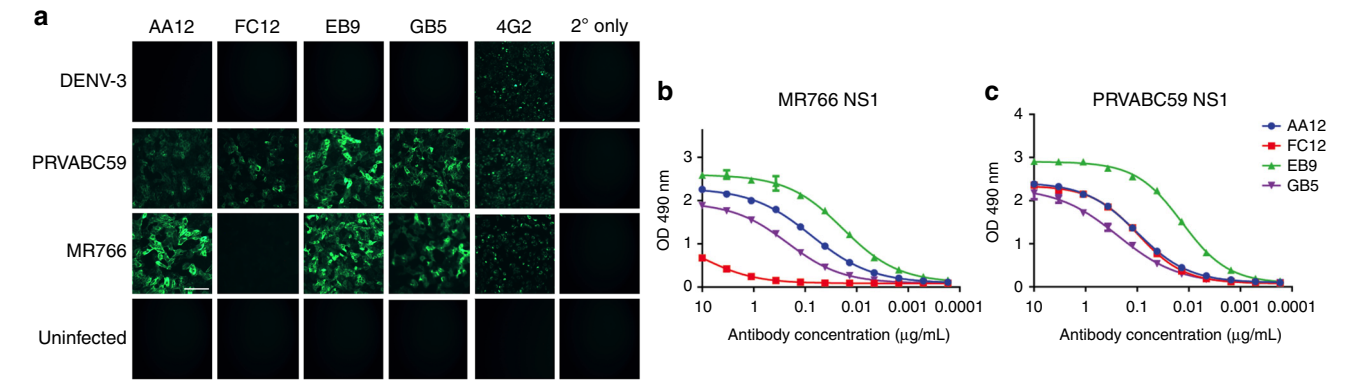 a
AA12 FC12 EB9 GB5 4G2 2° only
DENV-3
PRVABC59
MR766
Uninfected
b
MR766 NS1
OD 490 nm
3
2
1
0
10 1 0.1 0.01 0.001 0.0001
Antibody concentration (μg/mL)
c
PRVABC59 NS1
OD 490 nm
4
3
2
1
0
10 1 0.1 0.01 0.001 0.0001
Antibody concentration (μg/mL)
AA12
FC12
EB9
GB5